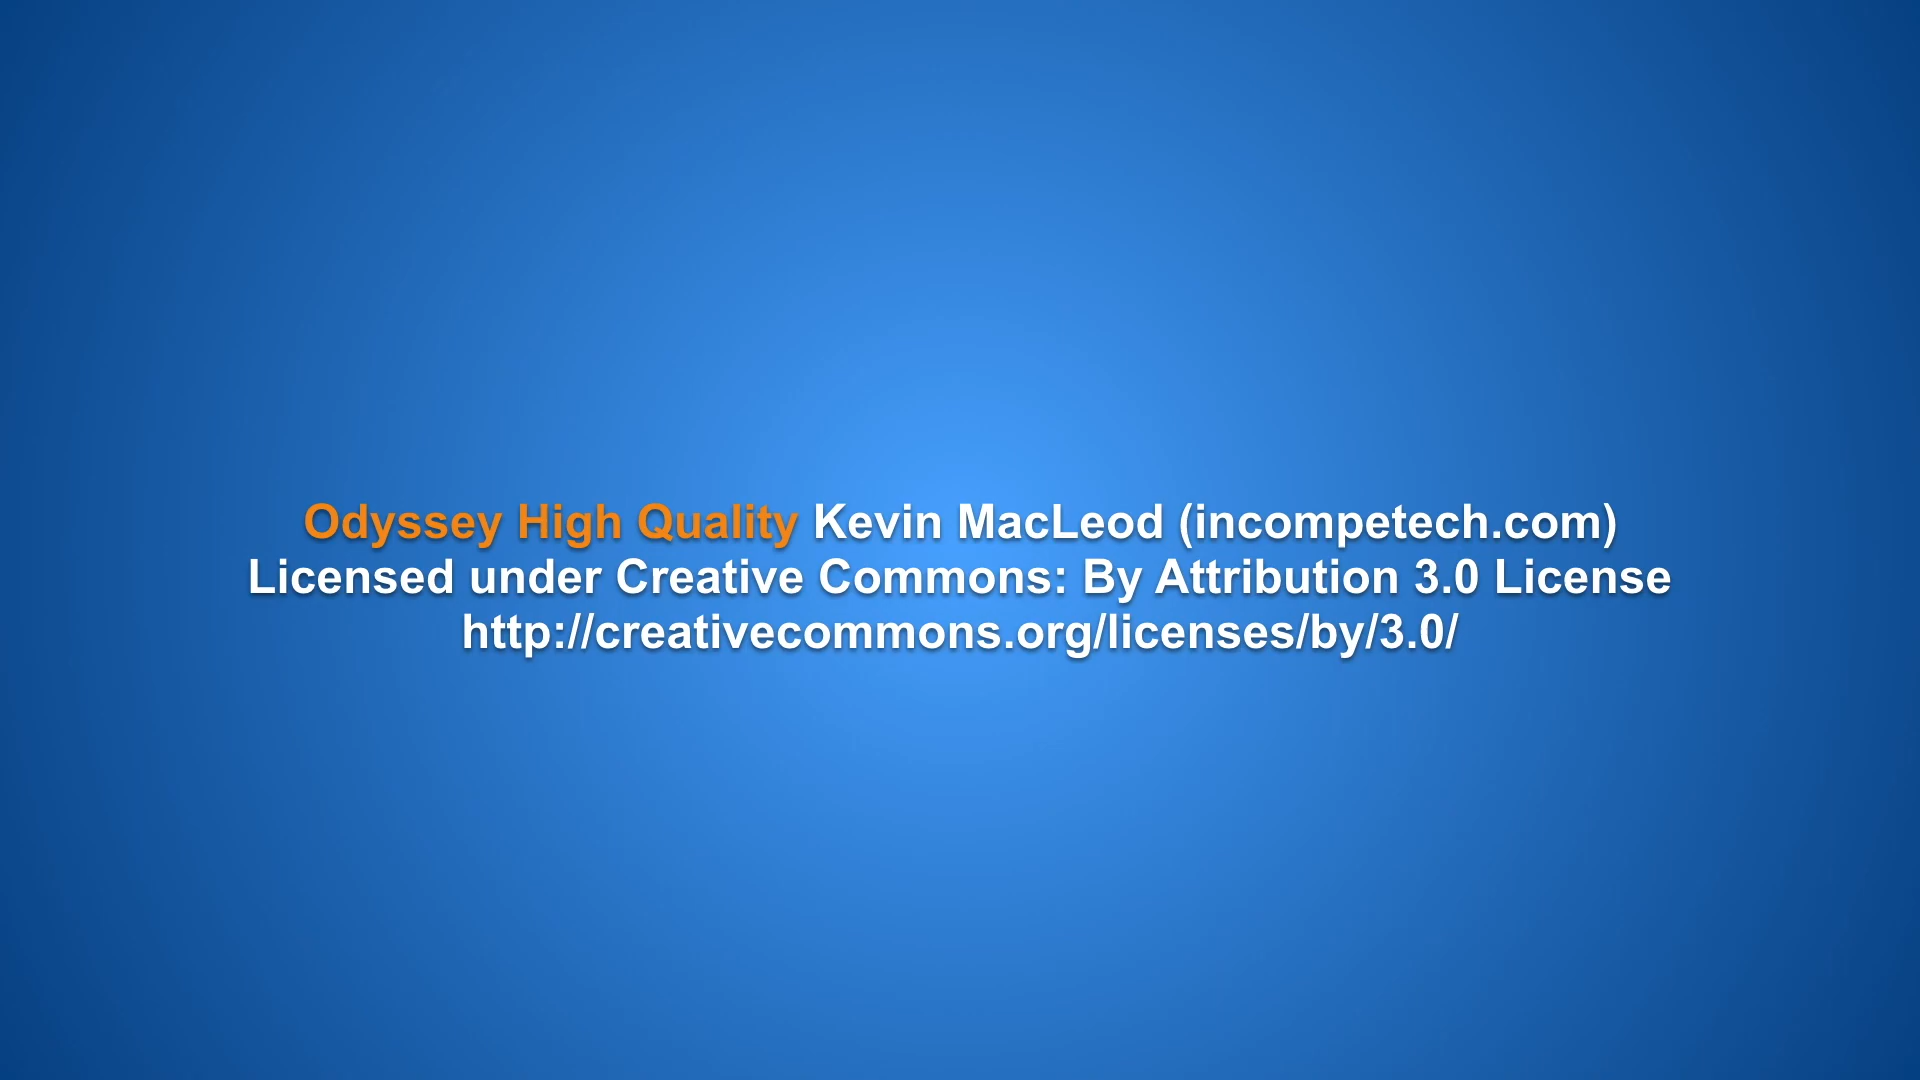 Odyssey High Quality Kevin MacLeod (incompetech.com)
Licensed under Creative Commons: By Attribution 3.0 License
http://creativecommons.org/licenses/by/3.0/